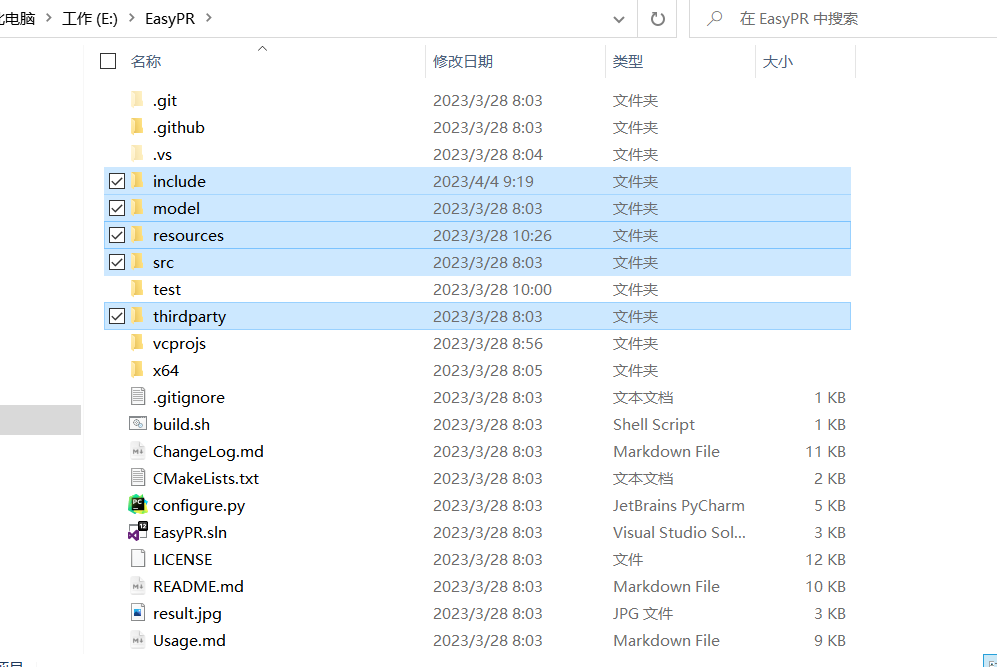 电脑 > 工作 (E:) > EasyPR > 在 EasyPR 中搜索
名称 修改日期 类型 大小
.git 2023/3/28 8:03 文件夹
.github 2023/3/28 8:03 文件夹
.vs 2023/3/28 8:04 文件夹
include 2023/4/4 9:19 文件夹
model 2023/3/28 8:03 文件夹
resources 2023/3/28 10:26 文件夹
src 2023/3/28 8:03 文件夹
test 2023/3/28 10:00 文件夹
thirdparty 2023/3/28 8:03 文件夹
vcprojs 2023/3/28 8:56 文件夹
x64 2023/3/28 8:05 文件夹
.gitignore 2023/3/28 8:03 文本文档 1 KB
build.sh 2023/3/28 8:03 Shell Script 1 KB
ChangeLog.md 2023/3/28 8:03 Markdown File 11 KB
CMakeLists.txt 2023/3/28 8:03 文本文档 2 KB
configure.py 2023/3/28 8:03 JetBrains PyCharm 5 KB
EasyPR.sln 2023/3/28 8:03 Visual Studio Sol... 3 KB
LICENSE 2023/3/28 8:03 文件 12 KB
README.md 2023/3/28 8:03 Markdown File 10 KB
result.jpg 2023/3/28 8:03 JPG 文件 3 KB
Usage.md 2023/3/28 8:03 Markdown File 9 KB